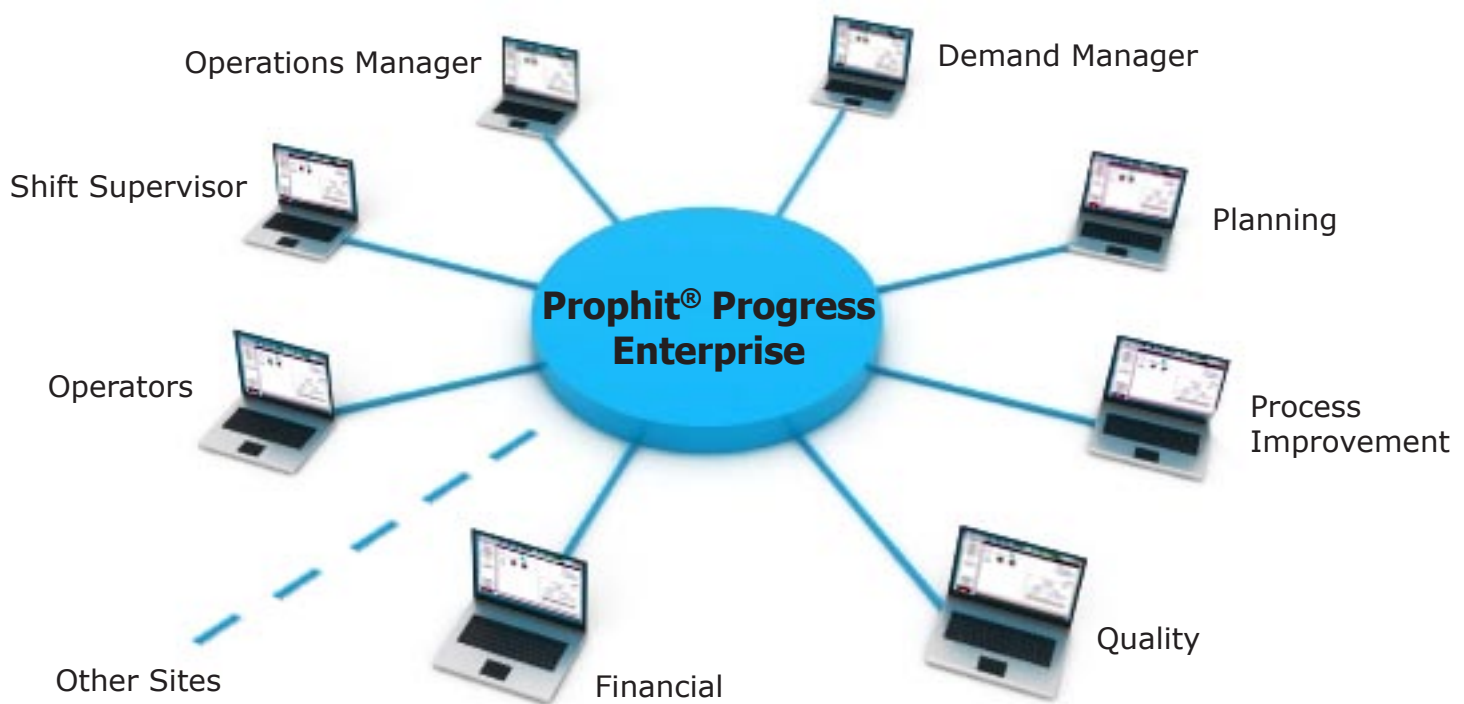 Operations Manager
Demand Manager
Shift Supervisor
Planning
Prophit® Progress
Enterprise
Operators
Process
Improvement
Quality
Other Sites
Financial